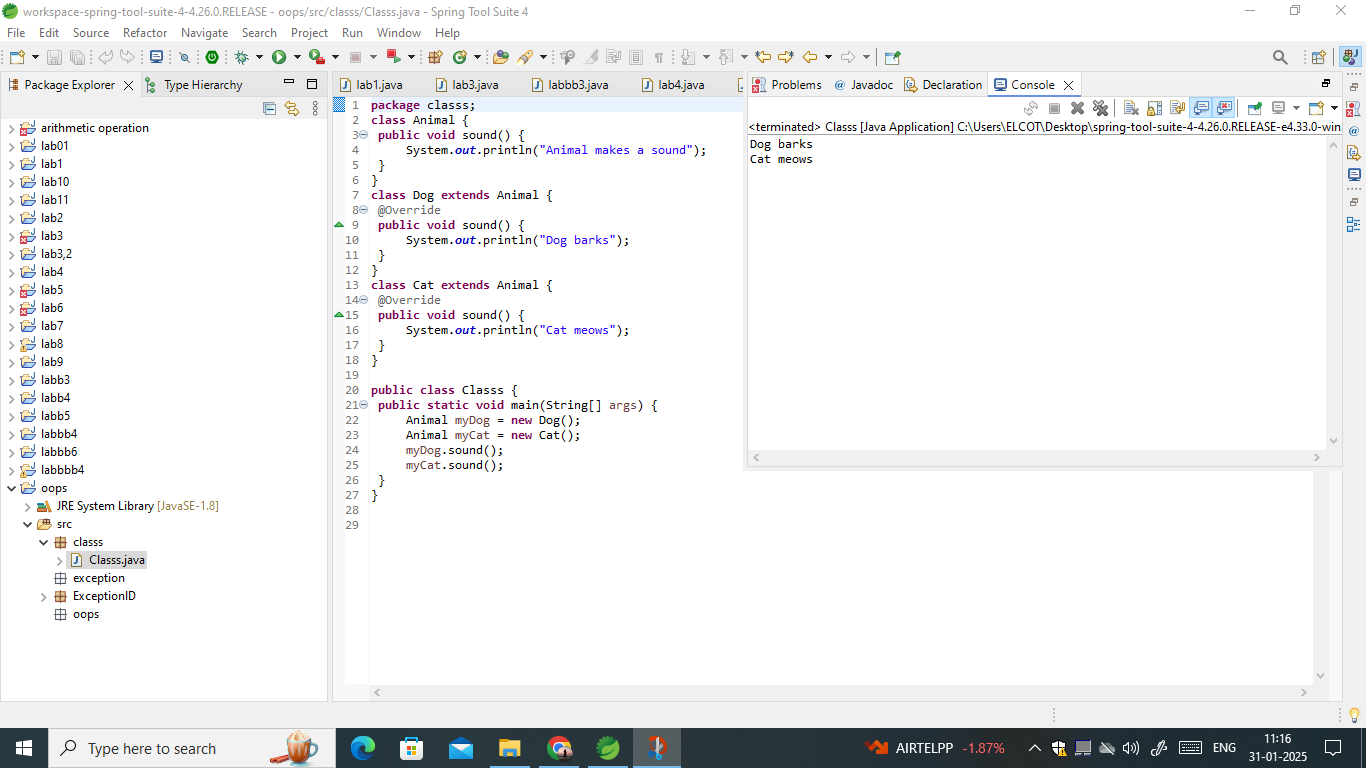 workspace-spring-tool-suite-4-4.26.0.RELEASE - oops/src/classs/Classs.java - Spring Tool Suite 4
File Edit Source Refactor Navigate Search Project Run Window Help
Package Explorer Type Hierarchy
arithmetic operation
lab01
lab1
lab10
lab11
lab2
lab3
lab3,2
lab4
lab5
lab6
lab7
lab8
lab9
labb3
labb4
labb5
labbb4
labbb6
labbbb4
oops
JRE System Library [JavaSE-1.8]
src
classs
Classs.java
exception
ExceptionID
oops
lab1.java lab3.java labbb3.java lab4.java
1 package classs;
2 class Animal {
3 public void sound() {
4 System.out.println("Animal makes a sound");
5 }
6 }
7 class Dog extends Animal {
8 @Override
9 public void sound() {
10 System.out.println("Dog barks");
11 }
12 }
13 class Cat extends Animal {
14 @Override
15 public void sound() {
16 System.out.println("Cat meows");
17 }
18 }
19
20 public class Classs {
21 public static void main(String[] args) {
22 Animal myDog = new Dog();
23 Animal myCat = new Cat();
24 myDog.sound();
25 myCat.sound();
26 }
27 }
28
29
Problems Javadoc Declaration Console
<terminated> Classs [Java Application] C:\Users\ELCOT\Desktop\spring-tool-suite-4-4.26.0.RELEASE-e4.33.0-win
Dog barks
Cat meows
Type here to search
AIRTELPP -1.87%
ENG
11:16
31-01-2025